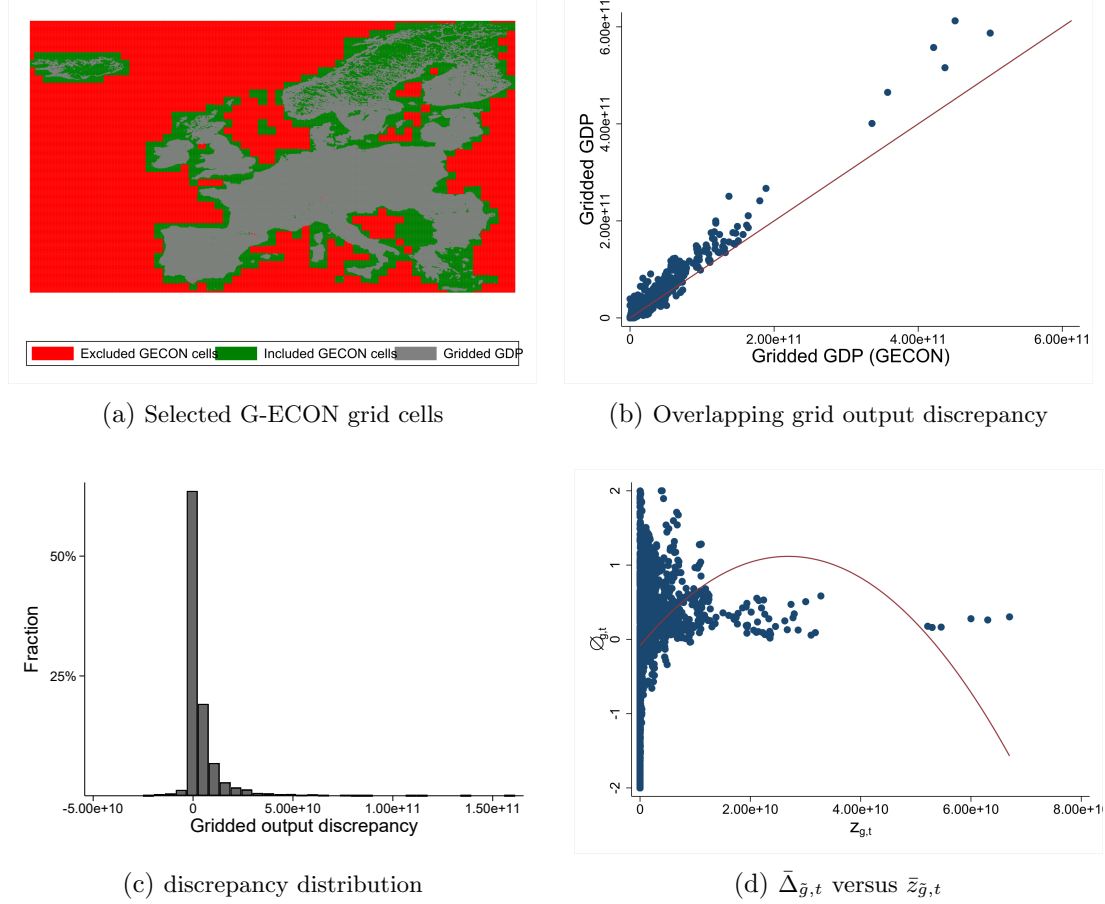 Excluded GECON cells Included GECON cells Gridded GDP
(a) Selected G-ECON grid cells
Gridded GDP
6.00e+11
4.00e+11
2.00e+11
0
0 2.00e+11 4.00e+11 6.00e+11
Gridded GDP (GECON)
(b) Overlapping grid output discrepancy
Fraction
50%
25%
-5.00e+10 0 5.00e+10 1.00e+11 1.50e+11
Gridded output discrepancy
(c) discrepancy distribution
∅g,t
2
1
0
-1
-2
0 2.00e+10 4.00e+10 6.00e+10 8.00e+1
zg,t
(d) Δ̄g̃,t versus z̄g̃,t